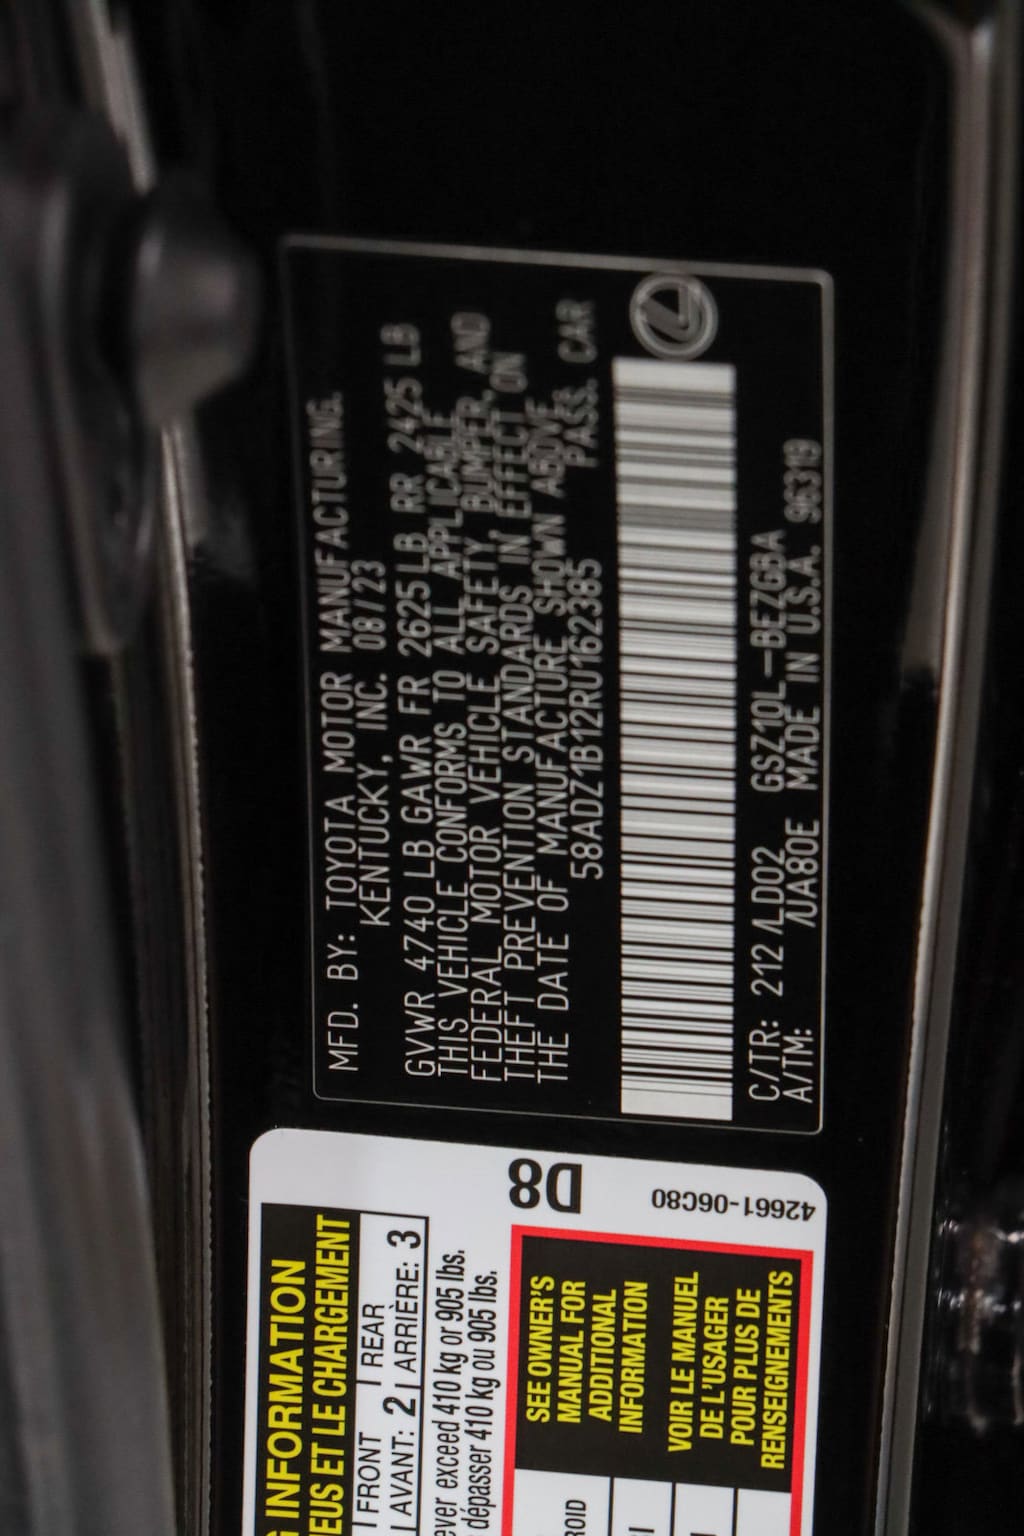 MFD. BY: TOYOTA MOTOR MANUFACTURING.
KENTUCKY, INC. 08/23
GVWR 4740 LB GAWR FR 2625 LB RR 2425 LB
THIS VEHICLE CONFORMS TO ALL APPLICABLE
FEDERAL MOTOR VEHICLE SAFETY, BUMPER, AND
THEFT PREVENTION STANDARDS IN EFFECT ON
THE DATE OF MANUFACTURE SHOWN ABOVE
58ADZ1B12RU162385 PASS. CAR
C/TR: 212 /LD02 GSZ10L-BEZGBA
A/TM: /UA80E MADE IN U.S.A. 96319
D8
42661-06C80
INFORMATION
ET LE CHARGEMENT
FRONT REAR
AVANT: 2 ARRIÈRE: 3
exceed 410 kg or 905 lbs.
dépasser 410 kg ou 905 lbs.
SEE OWNER'S
MANUAL FOR
ADDITIONAL
INFORMATION
VOIR LE MANUEL
DE L'USAGER
POUR PLUS DE
RENSEIGNEMENTS